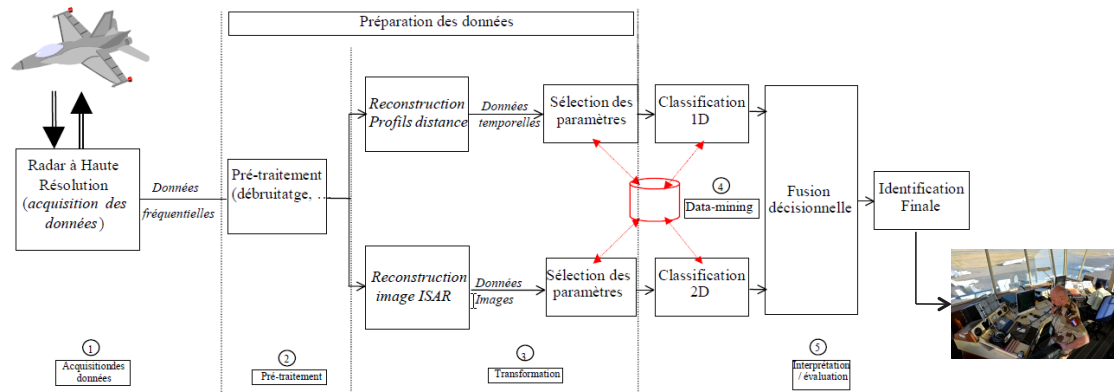 Préparation des données
Radar à Haute
Résolution
(acquisition des
données)
Données
fréquentielles
Pré-traitement
(débruitatge, …
Reconstruction
Profils distance
Données
temporelles
Sélection des
paramètres
Classification
1D
Reconstruction
image ISAR
Données
Images
Sélection des
paramètres
Classification
2D
4
Data-mining
Fusion
décisionnelle
Identification
Finale
1
Acquisitiondes
données
2
Pré-traitement
3
Transformation
5
Interprétation
/ évaluation